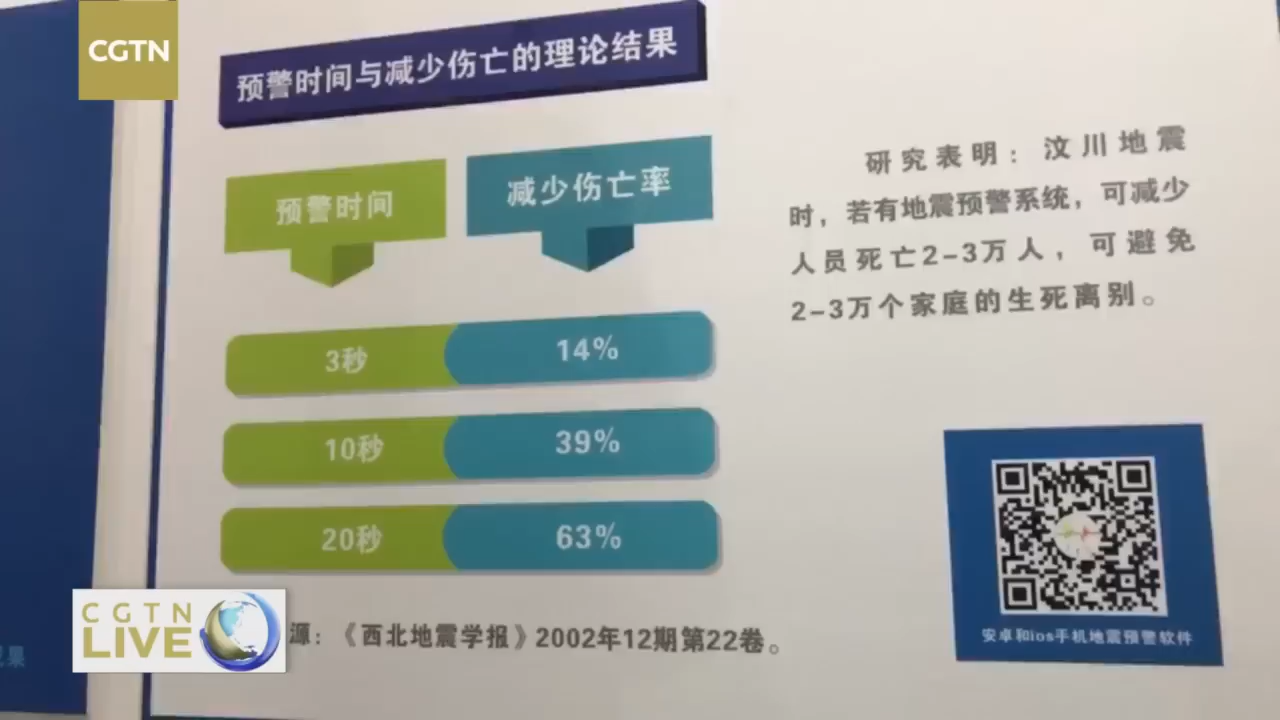 CGTN
预警时间与减少伤亡的理论结果
预警时间
减少伤亡率
3秒
14%
10秒
39%
20秒
63%
源：《西北地震学报》2002年12期第22卷。
研究表明：汶川地震
时，若有地震预警系统，可减少
人员死亡2-3万人，可避免
2-3万个家庭的生死离别。
安卓和ios手机地震预警软件
CGTN
LIVE
果